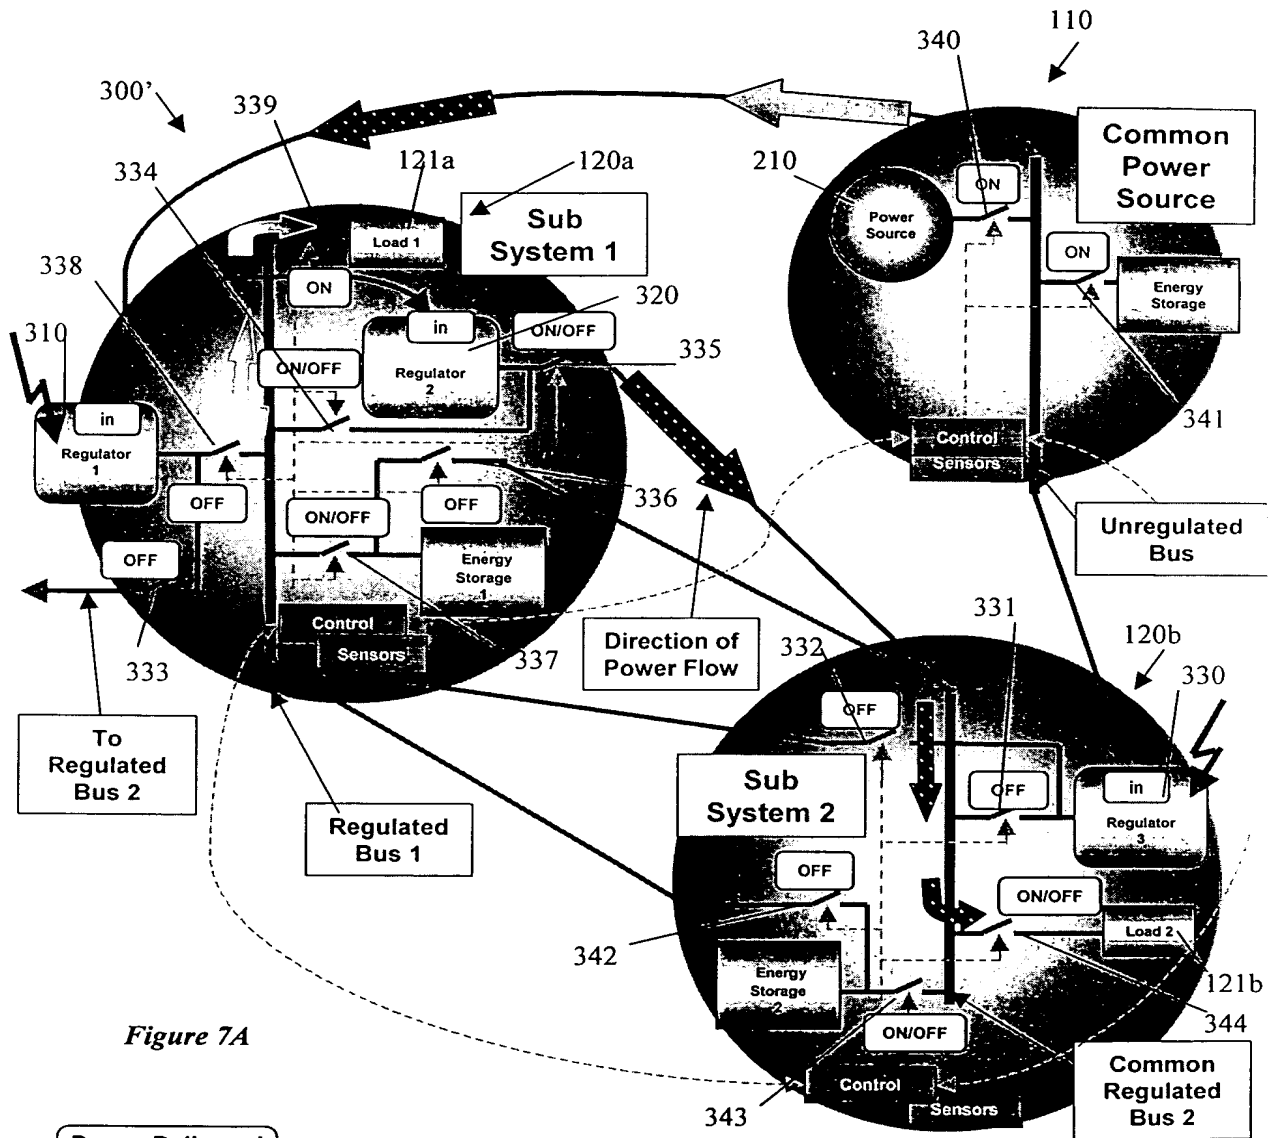 110
340
300'
339
Common
Power
Source
334
121a
120a
210
ON
Power
Source
Sub
System 1
Load 1
ON
Energy
Storage
338
ON
320
in
ON/OFF
310
ON/OFF
335
Regulator
2
341
in
Regulator
1
Control
Sensors
OFF
336
OFF
ON/OFF
Unregulated
Bus
OFF
Energy
Storage
1
331
Control
Sensors
Direction of
Power Flow
332
120b
333
337
330
OFF
To
Regulated
Bus 2
Sub
System 2
OFF
in
Regulated
Bus 1
Regulator
3
OFF
ON/OFF
Load 2
342
Energy
Storage
2
121b
344
Figure 7A
ON/OFF
Common
Regulated
Bus 2
Control
343
Sensors